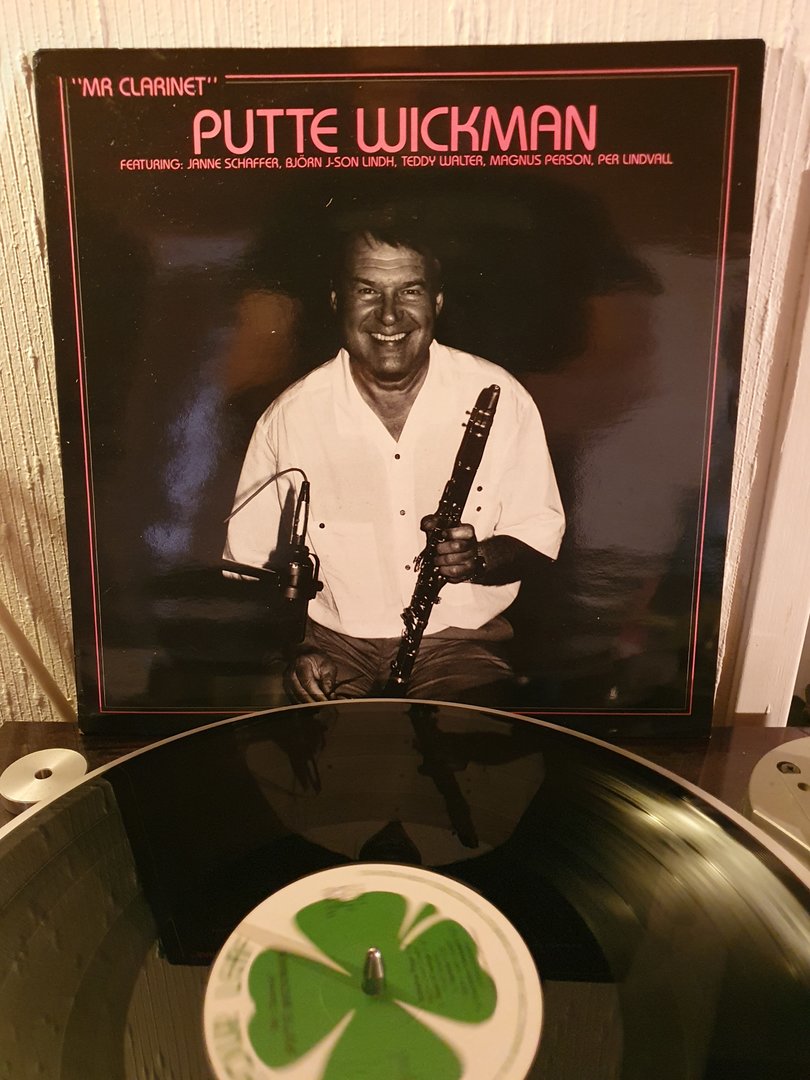 "MR CLARINET"
PUTTE WICKMAN
FEATURING: JANNE SCHAFFER, BJÖRN J-SON LINDH, TEDDY WALTER, MAGNUS PERSON, PER LINDVALL